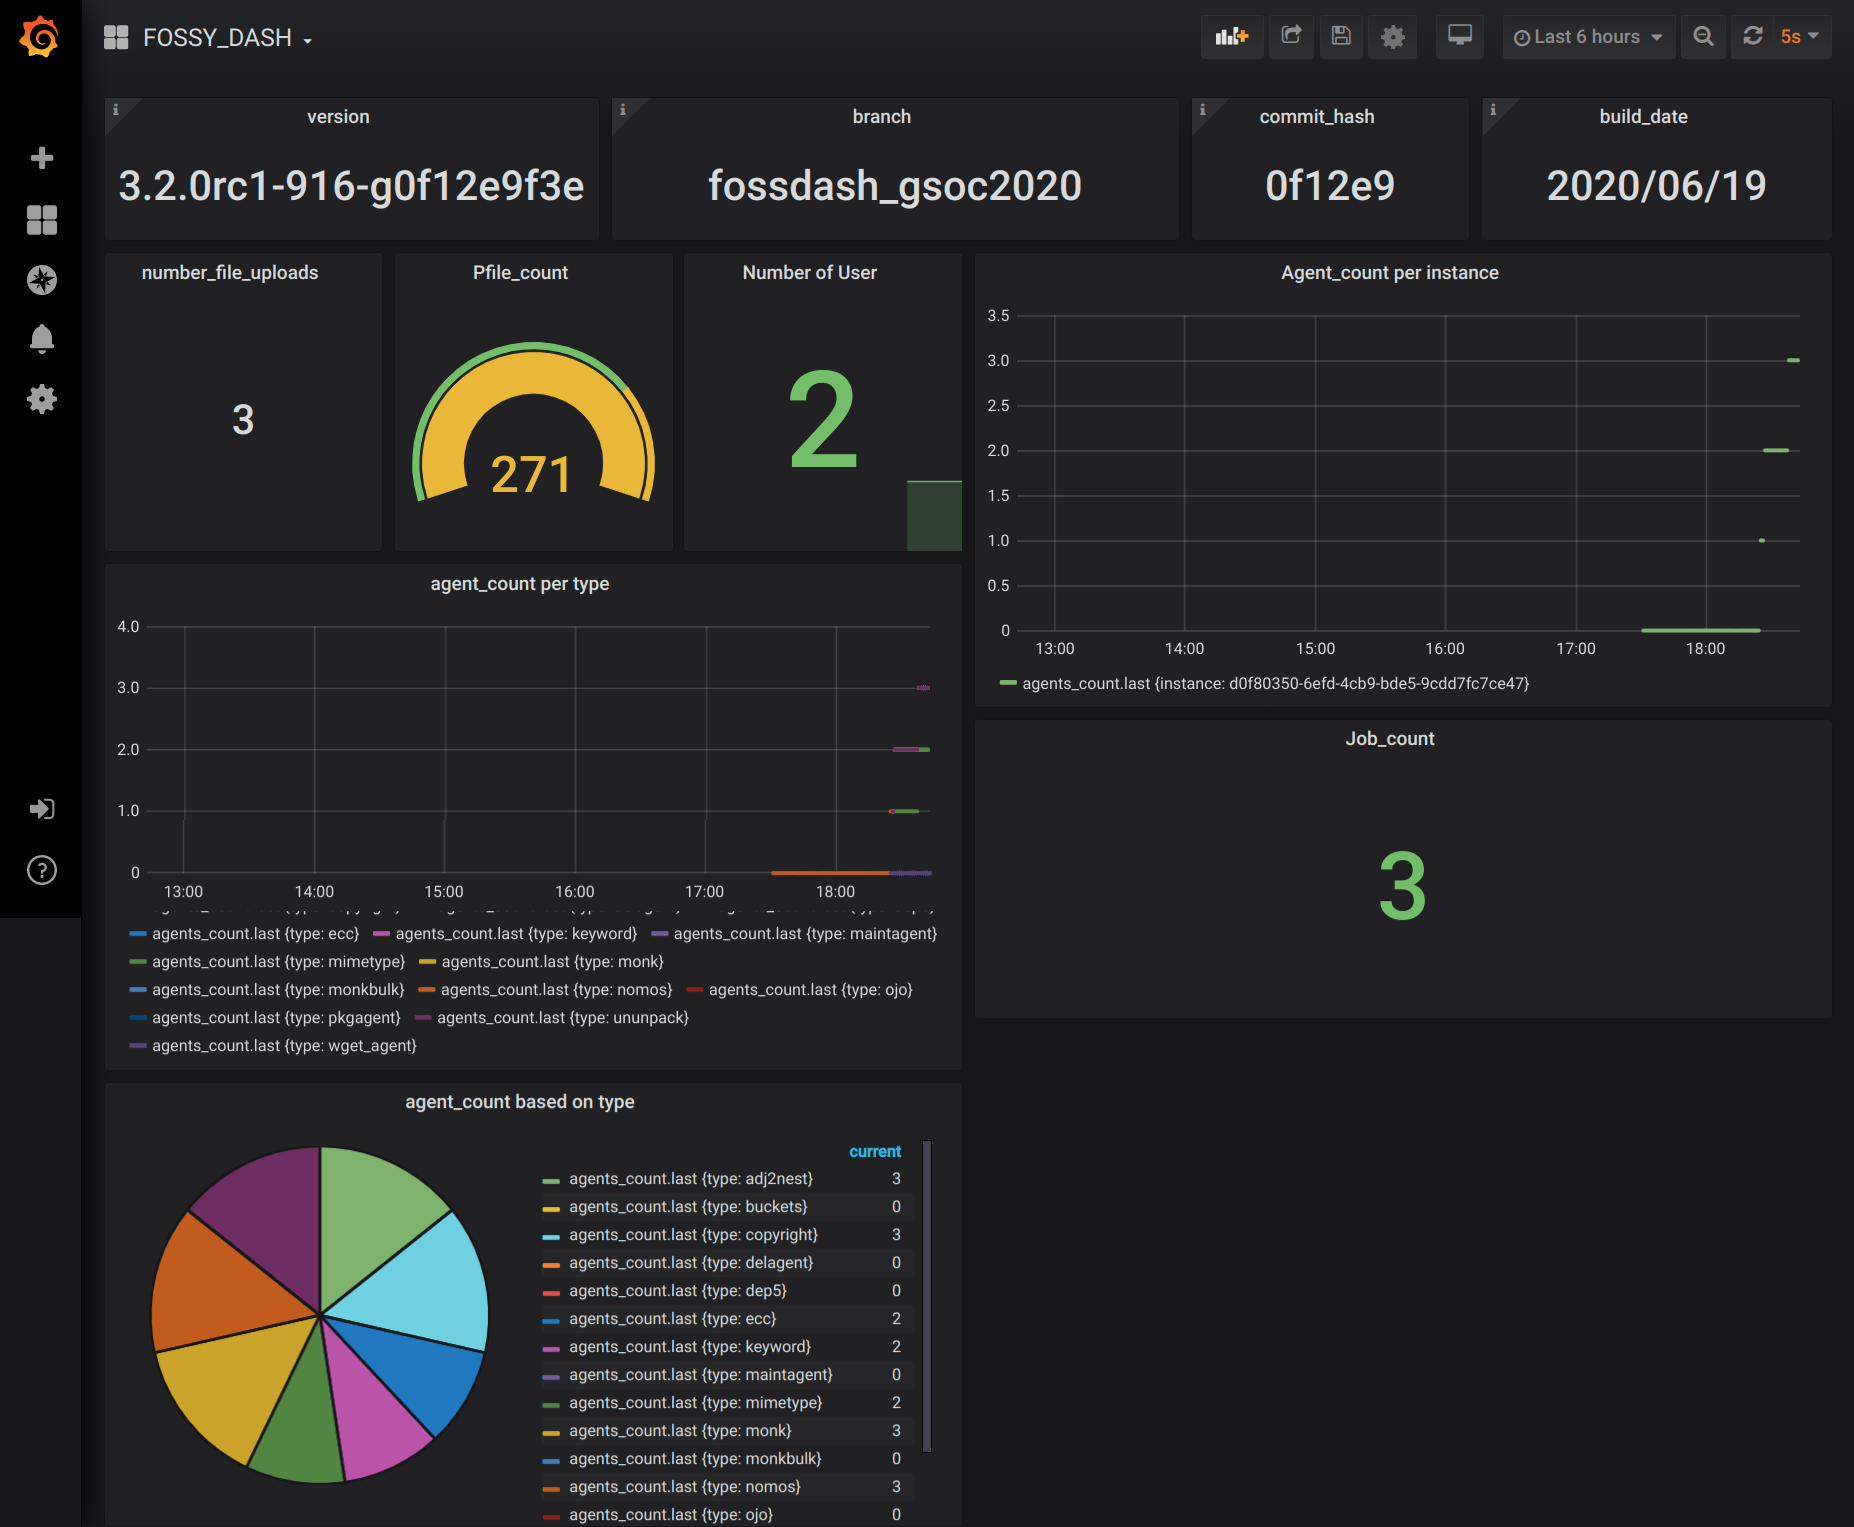 FOSSY_DASH
Last 6 hours
5s
version
3.2.0rc1-916-g0f12e9f3e
branch
fossdash_gsoc2020
commit_hash
0f12e9
build_date
2020/06/19
number_file_uploads
3
Pfile_count
271
Number of User
2
Agent_count per instance
3.5
3.0
2.5
2.0
1.5
1.0
0.5
0
13:00 14:00 15:00 16:00 17:00 18:00
agents_count.last {instance: d0f80350-6efd-4cb9-bde5-9cdd7fc7ce47}
agent_count per type
4.0
3.0
2.0
1.0
0
13:00 14:00 15:00 16:00 17:00 18:00
agents_count.last {type: ecc} agents_count.last {type: keyword} agents_count.last {type: maintagent}
agents_count.last {type: mimetype} agents_count.last {type: monk}
agents_count.last {type: monkbulk} agents_count.last {type: nomos} agents_count.last {type: ojo}
agents_count.last {type: pkgagent} agents_count.last {type: ununpack}
agents_count.last {type: wget_agent}
Job_count
3
agent_count based on type
current
agents_count.last {type: adj2nest} 3
agents_count.last {type: buckets} 0
agents_count.last {type: copyright} 3
agents_count.last {type: delagent} 0
agents_count.last {type: dep5} 0
agents_count.last {type: ecc} 2
agents_count.last {type: keyword} 2
agents_count.last {type: maintagent} 0
agents_count.last {type: mimetype} 2
agents_count.last {type: monk} 3
agents_count.last {type: monkbulk} 0
agents_count.last {type: nomos} 3
agents_count.last {type: ojo} 0